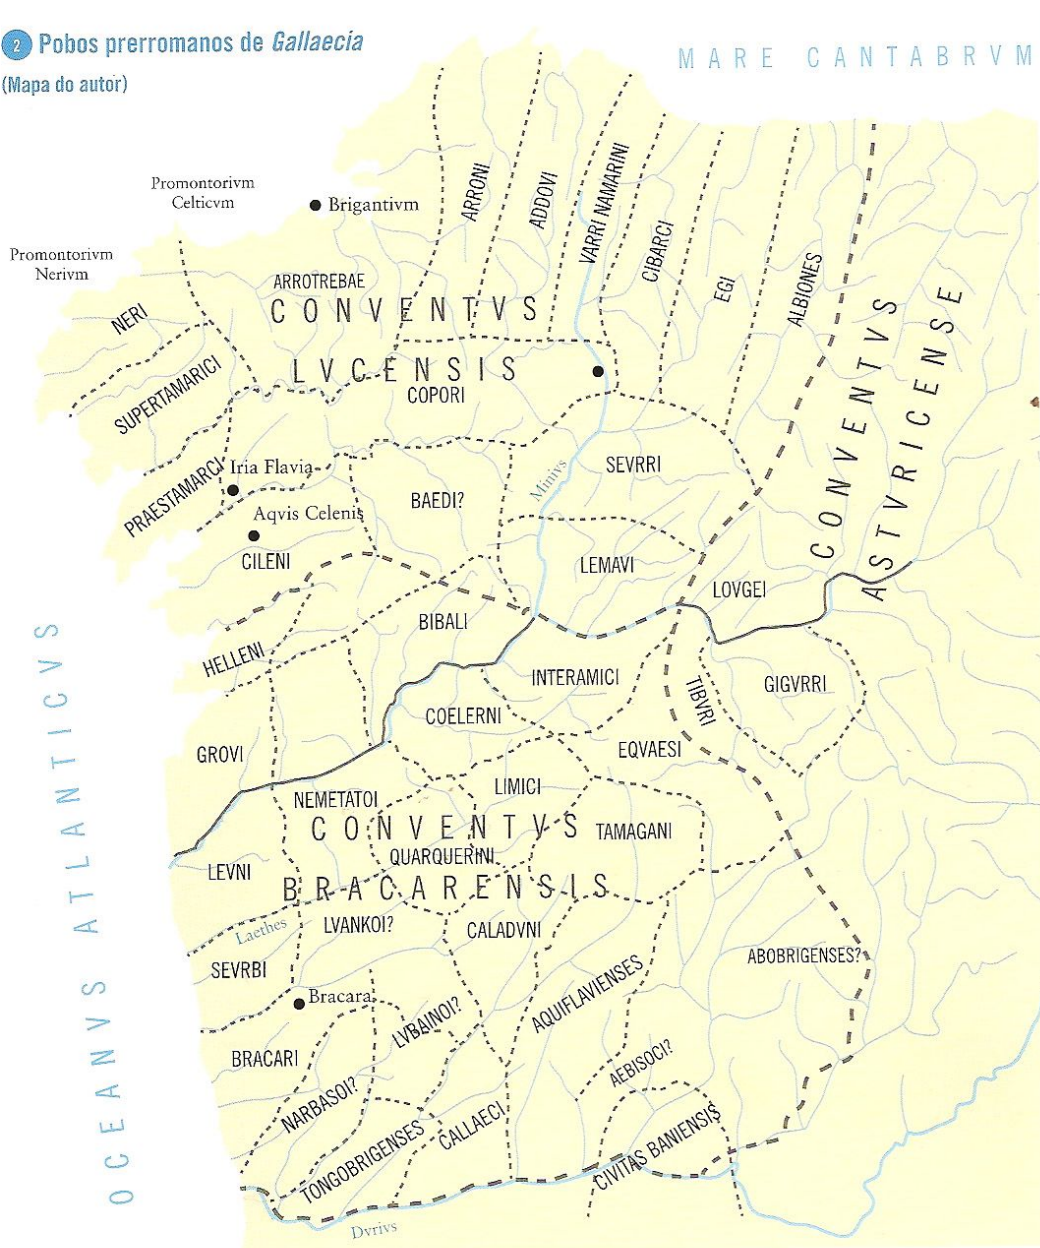 2 Pobos prerromanos de Gallaecia
(Mapa do autor)
MARE CANTABRVM
Promontorivm
Celticvm
Brigantivm
Promontorivm
Nerivm
ARRONI
ADDOVI
VARRI NAMARINI
CIBARCI
EGI
ALBIONES
ARROTREBAE
CONVENTVS
LVCENSIS
NERI
SUPERTAMARICI
COPORI
CONVENTVS
ASTVRICENSE
PRAESTAMARCI
Iria Flavia
Aqvis Celenis
CILENI
BAEDI?
Minivs
SEVRRI
LEMAVI
LOVGEI
BIBALI
HELLENI
INTERAMICI
TIBVRI
GIGVRRI
COELERNI
GROVI
EQVAESI
NEMETATOI
LIMICI
CONVENTVS
TAMAGANI
QUARQUERINI
LEVNI
BRACARENSIS
Laethes
LVANKOI?
CALADVNI
ABOBRIGENSES?
SEVRBI
Bracara
LVBAINOI?
AQUIFLAVIENSES
BRACARI
AEBISOCI?
NARBASOI?
TONGOBRIGENSES
CALLAECI
CIVITAS BANIENSIS
Dvrivs
OCEANVS ATLANTICVS